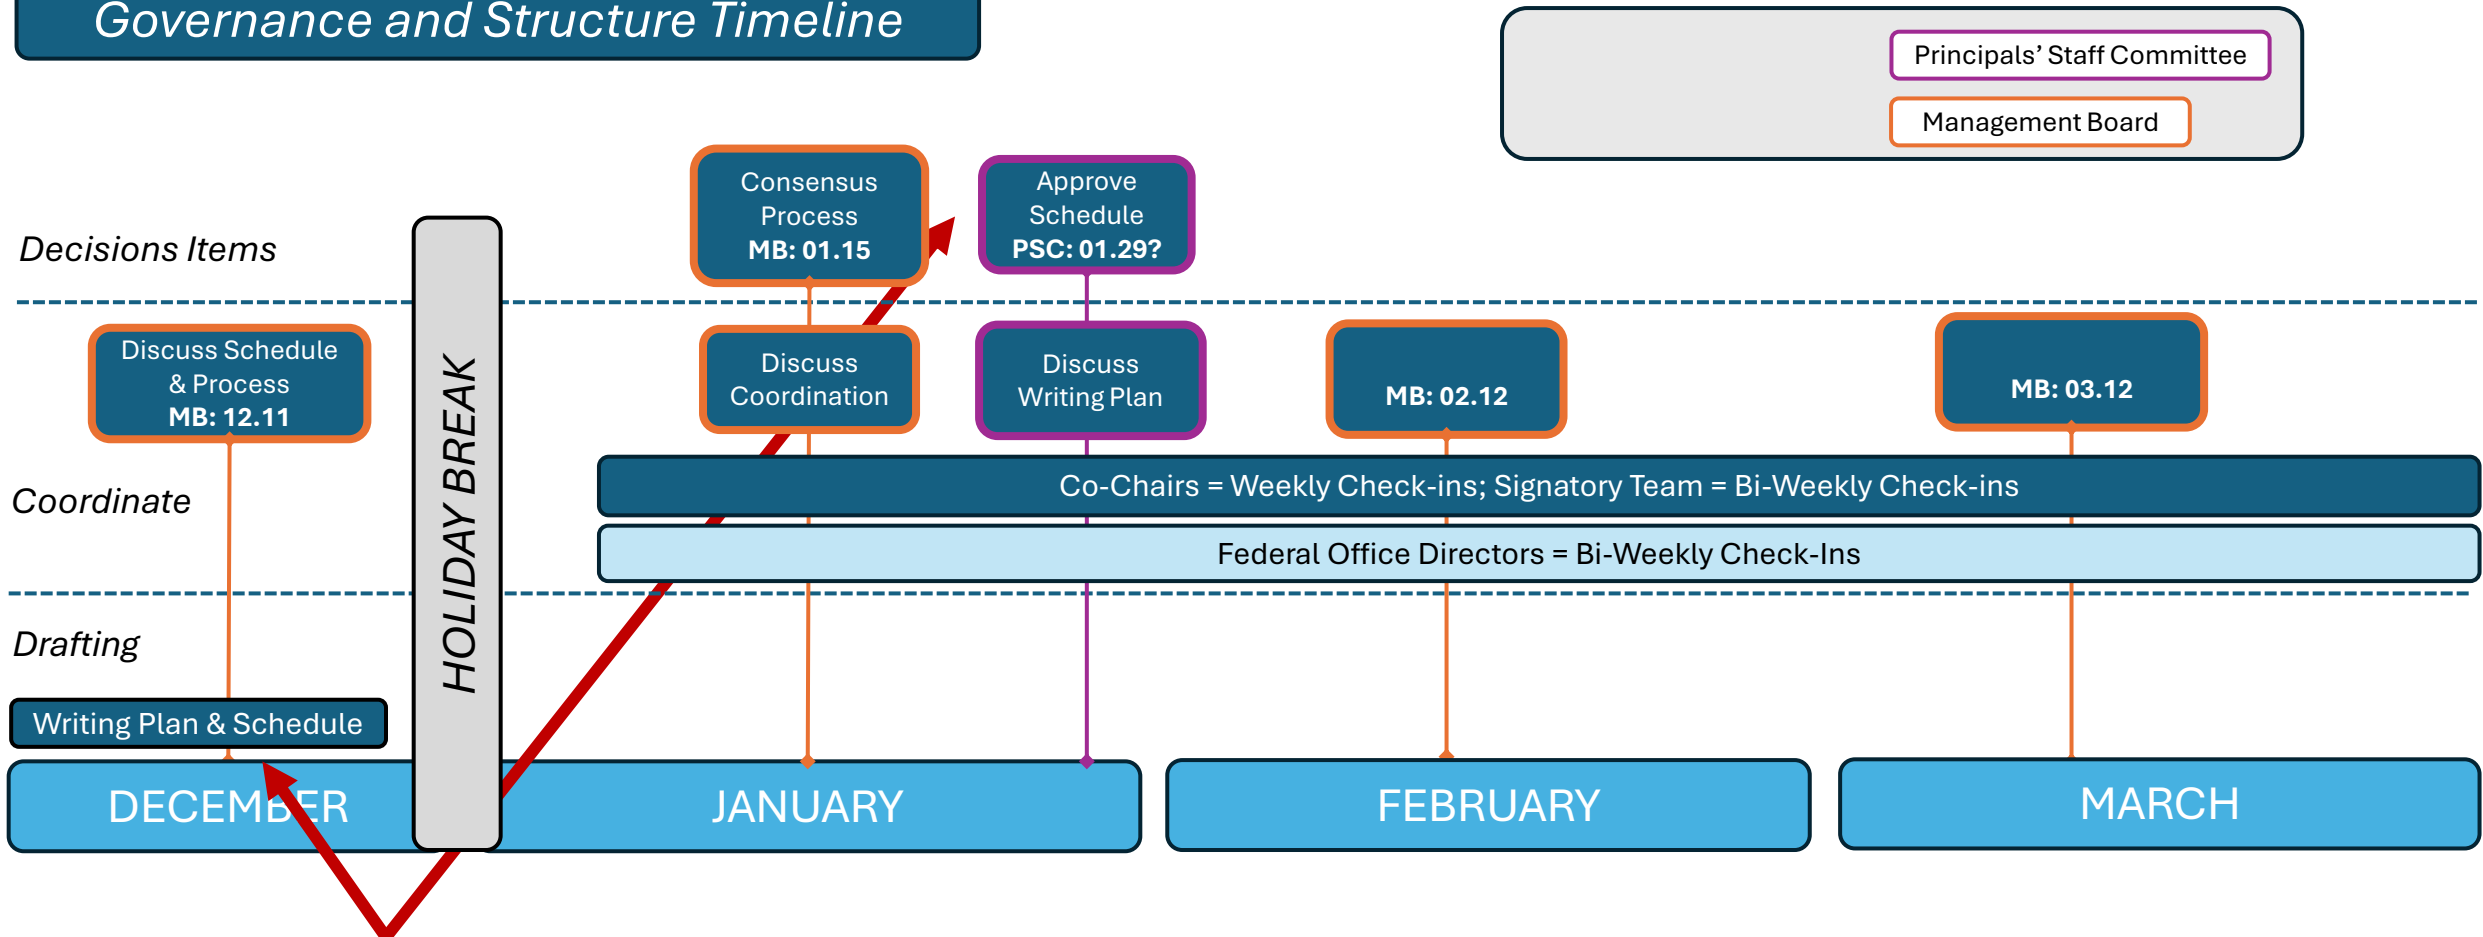 Governance and Structure Timeline
Principals’ Staff Committee
Management Board
Decisions Items
Consensus
Process
MB: 01.15
Approve
Schedule
PSC: 01.29?
Discuss Schedule
& Process
MB: 12.11
HOLIDAY BREAK
Discuss
Coordination
Discuss
Writing Plan
MB: 02.12
MB: 03.12
Coordinate
Co-Chairs = Weekly Check-ins; Signatory Team = Bi-Weekly Check-ins
Federal Office Directors = Bi-Weekly Check-Ins
Drafting
Writing Plan & Schedule
DECEMBER
JANUARY
FEBRUARY
MARCH